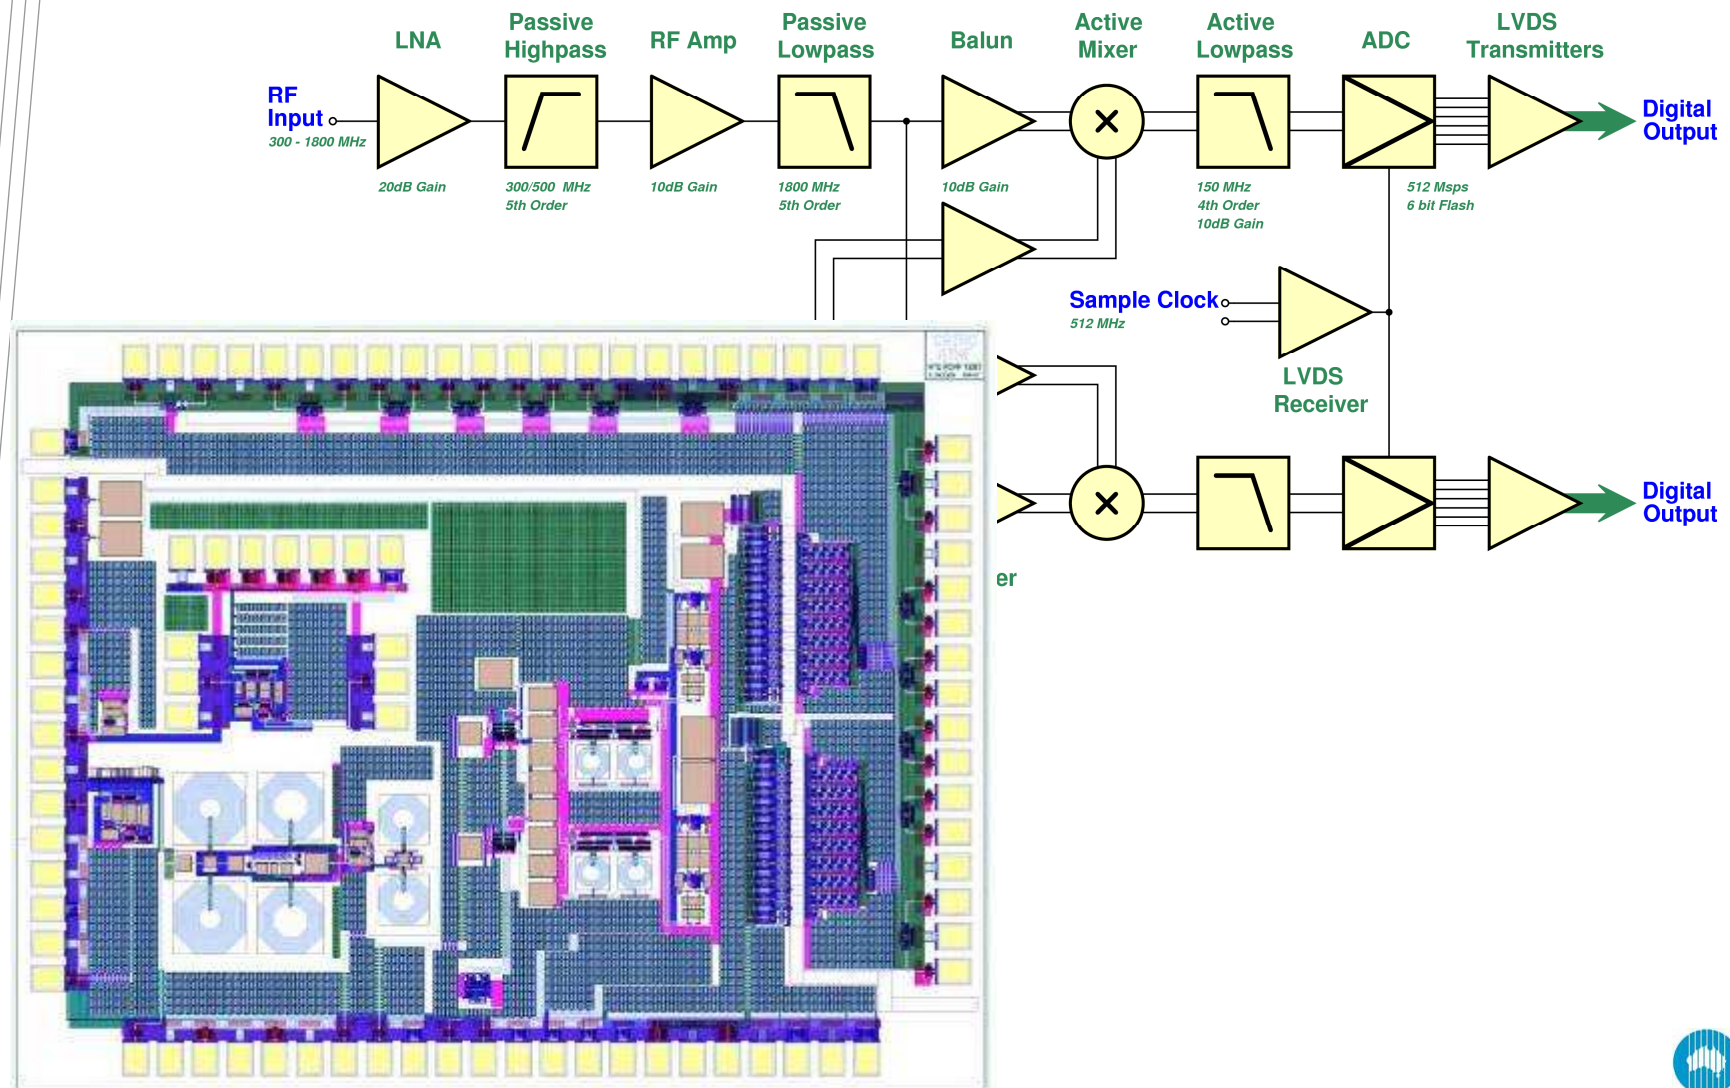 LNA
Passive
Highpass
RF Amp
Passive
Lowpass
Balun
Active
Mixer
Active
Lowpass
ADC
LVDS
Transmitters
RF
Input
300 - 1800 MHz
Digital
Output
20dB Gain
300/500 MHz
5th Order
10dB Gain
1800 MHz
5th Order
10dB Gain
150 MHz
4th Order
10dB Gain
512 Msps
6 bit Flash
Sample Clock
512 MHz
LVDS
Receiver
Digital
Output
er